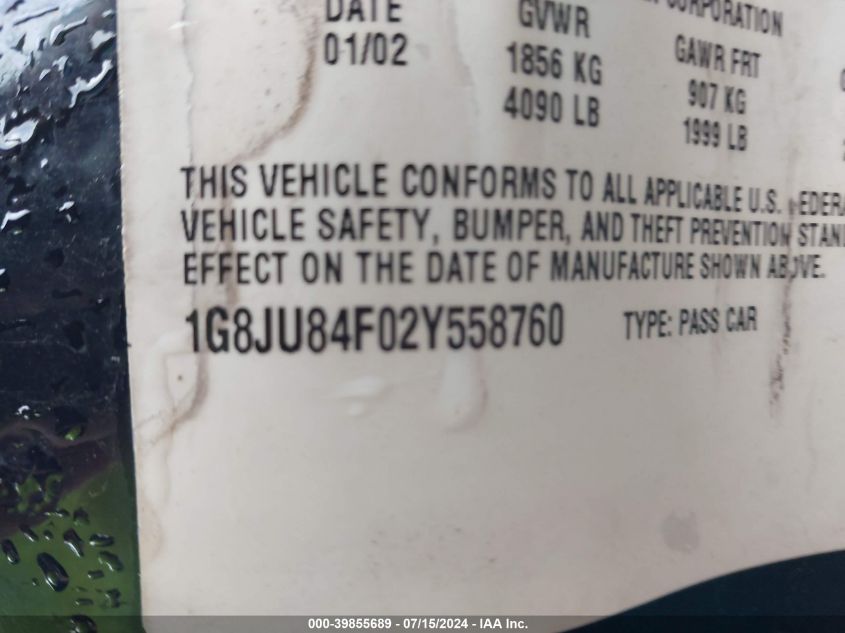 DATE GVWR CORPORATION
01/02 1856 KG GAWR FRT
4090 LB 907 KG
1999 LB
THIS VEHICLE CONFORMS TO ALL APPLICABLE U.S.
VEHICLE SAFETY, BUMPER, AND THEFT PREVENTION
EFFECT ON THE DATE OF MANUFACTURE SHOWN ABOVE.
1G8JU84F02Y558760 TYPE: PASS CAR
000-39855689 - 07/15/2024 - IAA Inc.